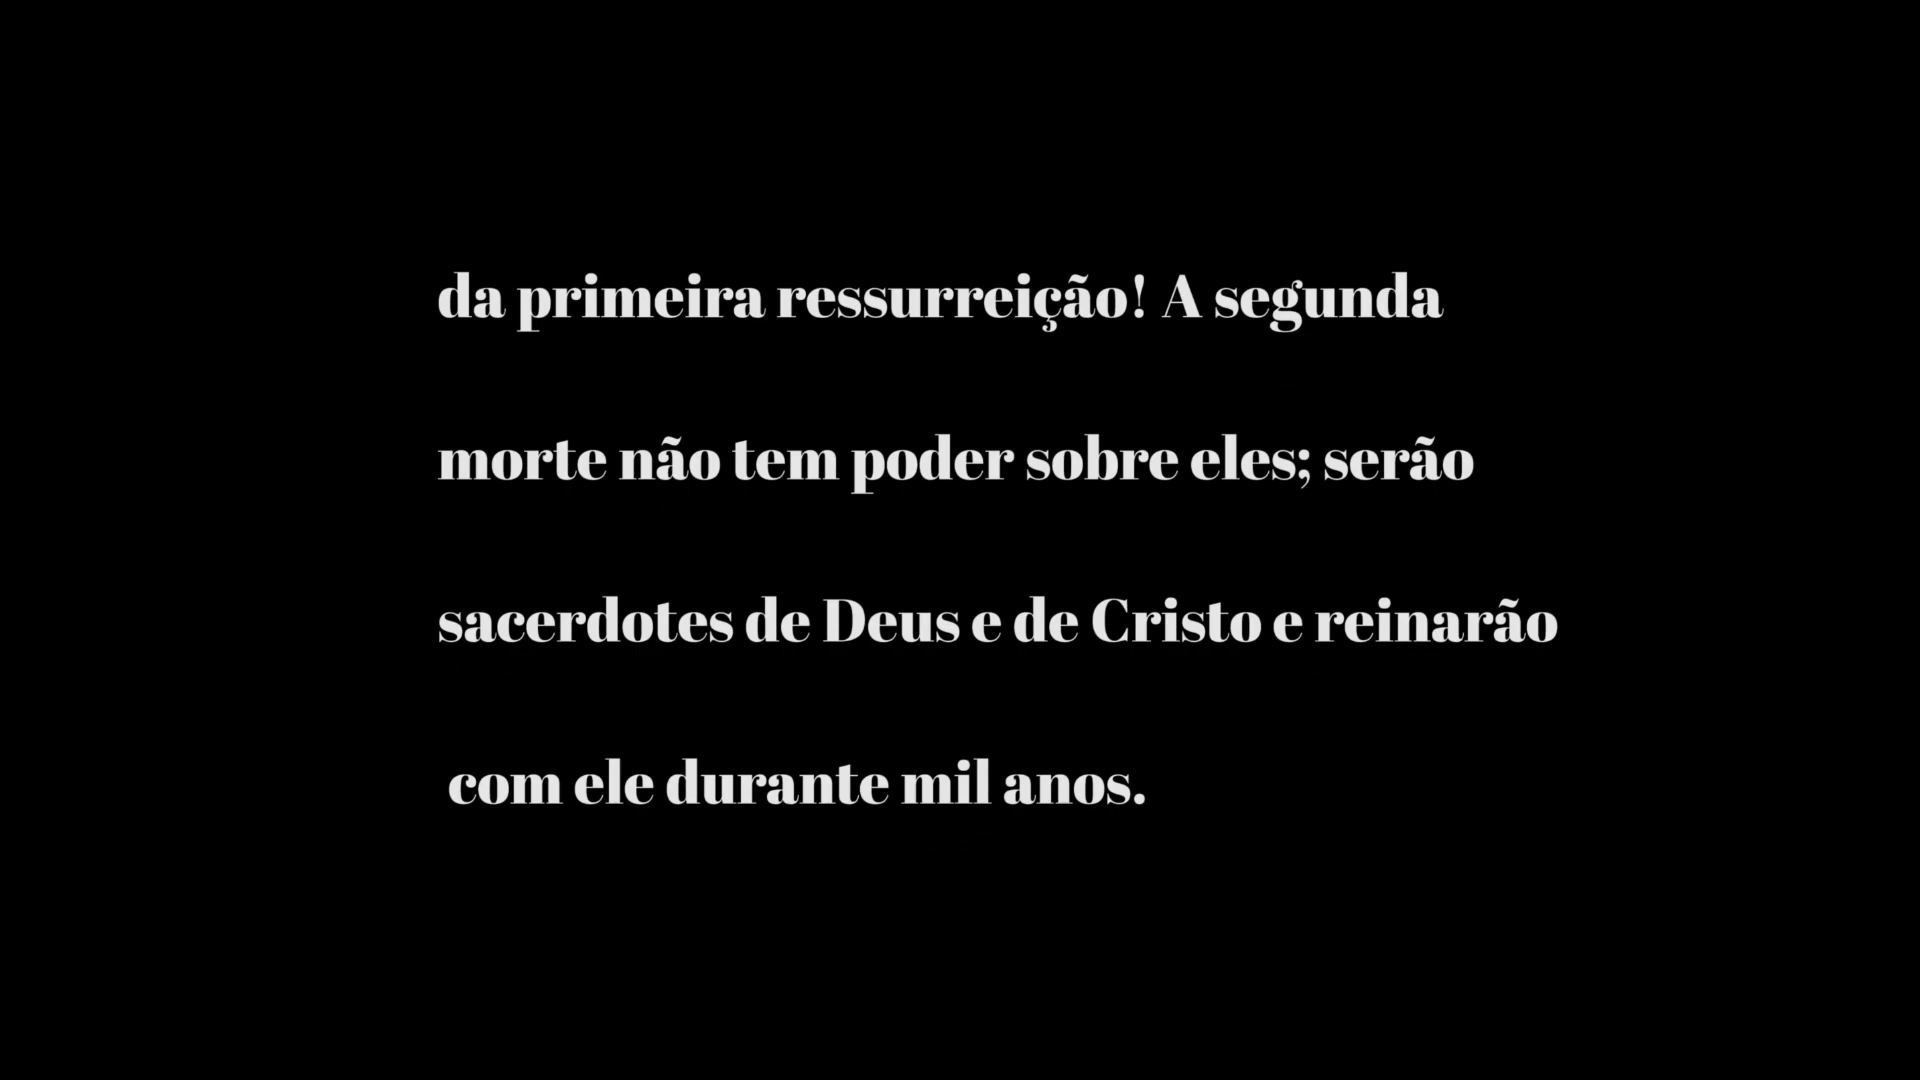 da primeira ressurreição! A segunda
morte não tem poder sobre eles; serão
sacerdotes de Deus e de Cristo e reinarão
com ele durante mil anos.